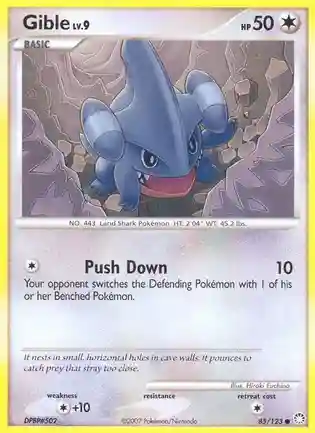 Gible LV.9 HP 50
BASIC
NO. 443 Land Shark Pokémon HT: 2'04" WT: 45.2 lbs.
Push Down 10
Your opponent switches the Defending Pokémon with 1 of his
or her Benched Pokémon.
It nests in small, horizontal holes in cave walls. It pounces to
catch prey that stray too close.
Illus. Hiroki Fuchino
DPBP#502
weakness resistance retreat cost
+10
©2007 Pokémon/Nintendo
85/123